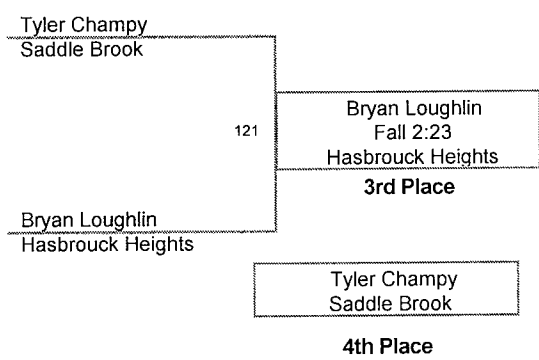 Tyler Champy
Saddle Brook
121
Bryan Loughlin
Fall 2:23
Hasbrouck Heights
3rd Place
Bryan Loughlin
Hasbrouck Heights
Tyler Champy
Saddle Brook
4th Place